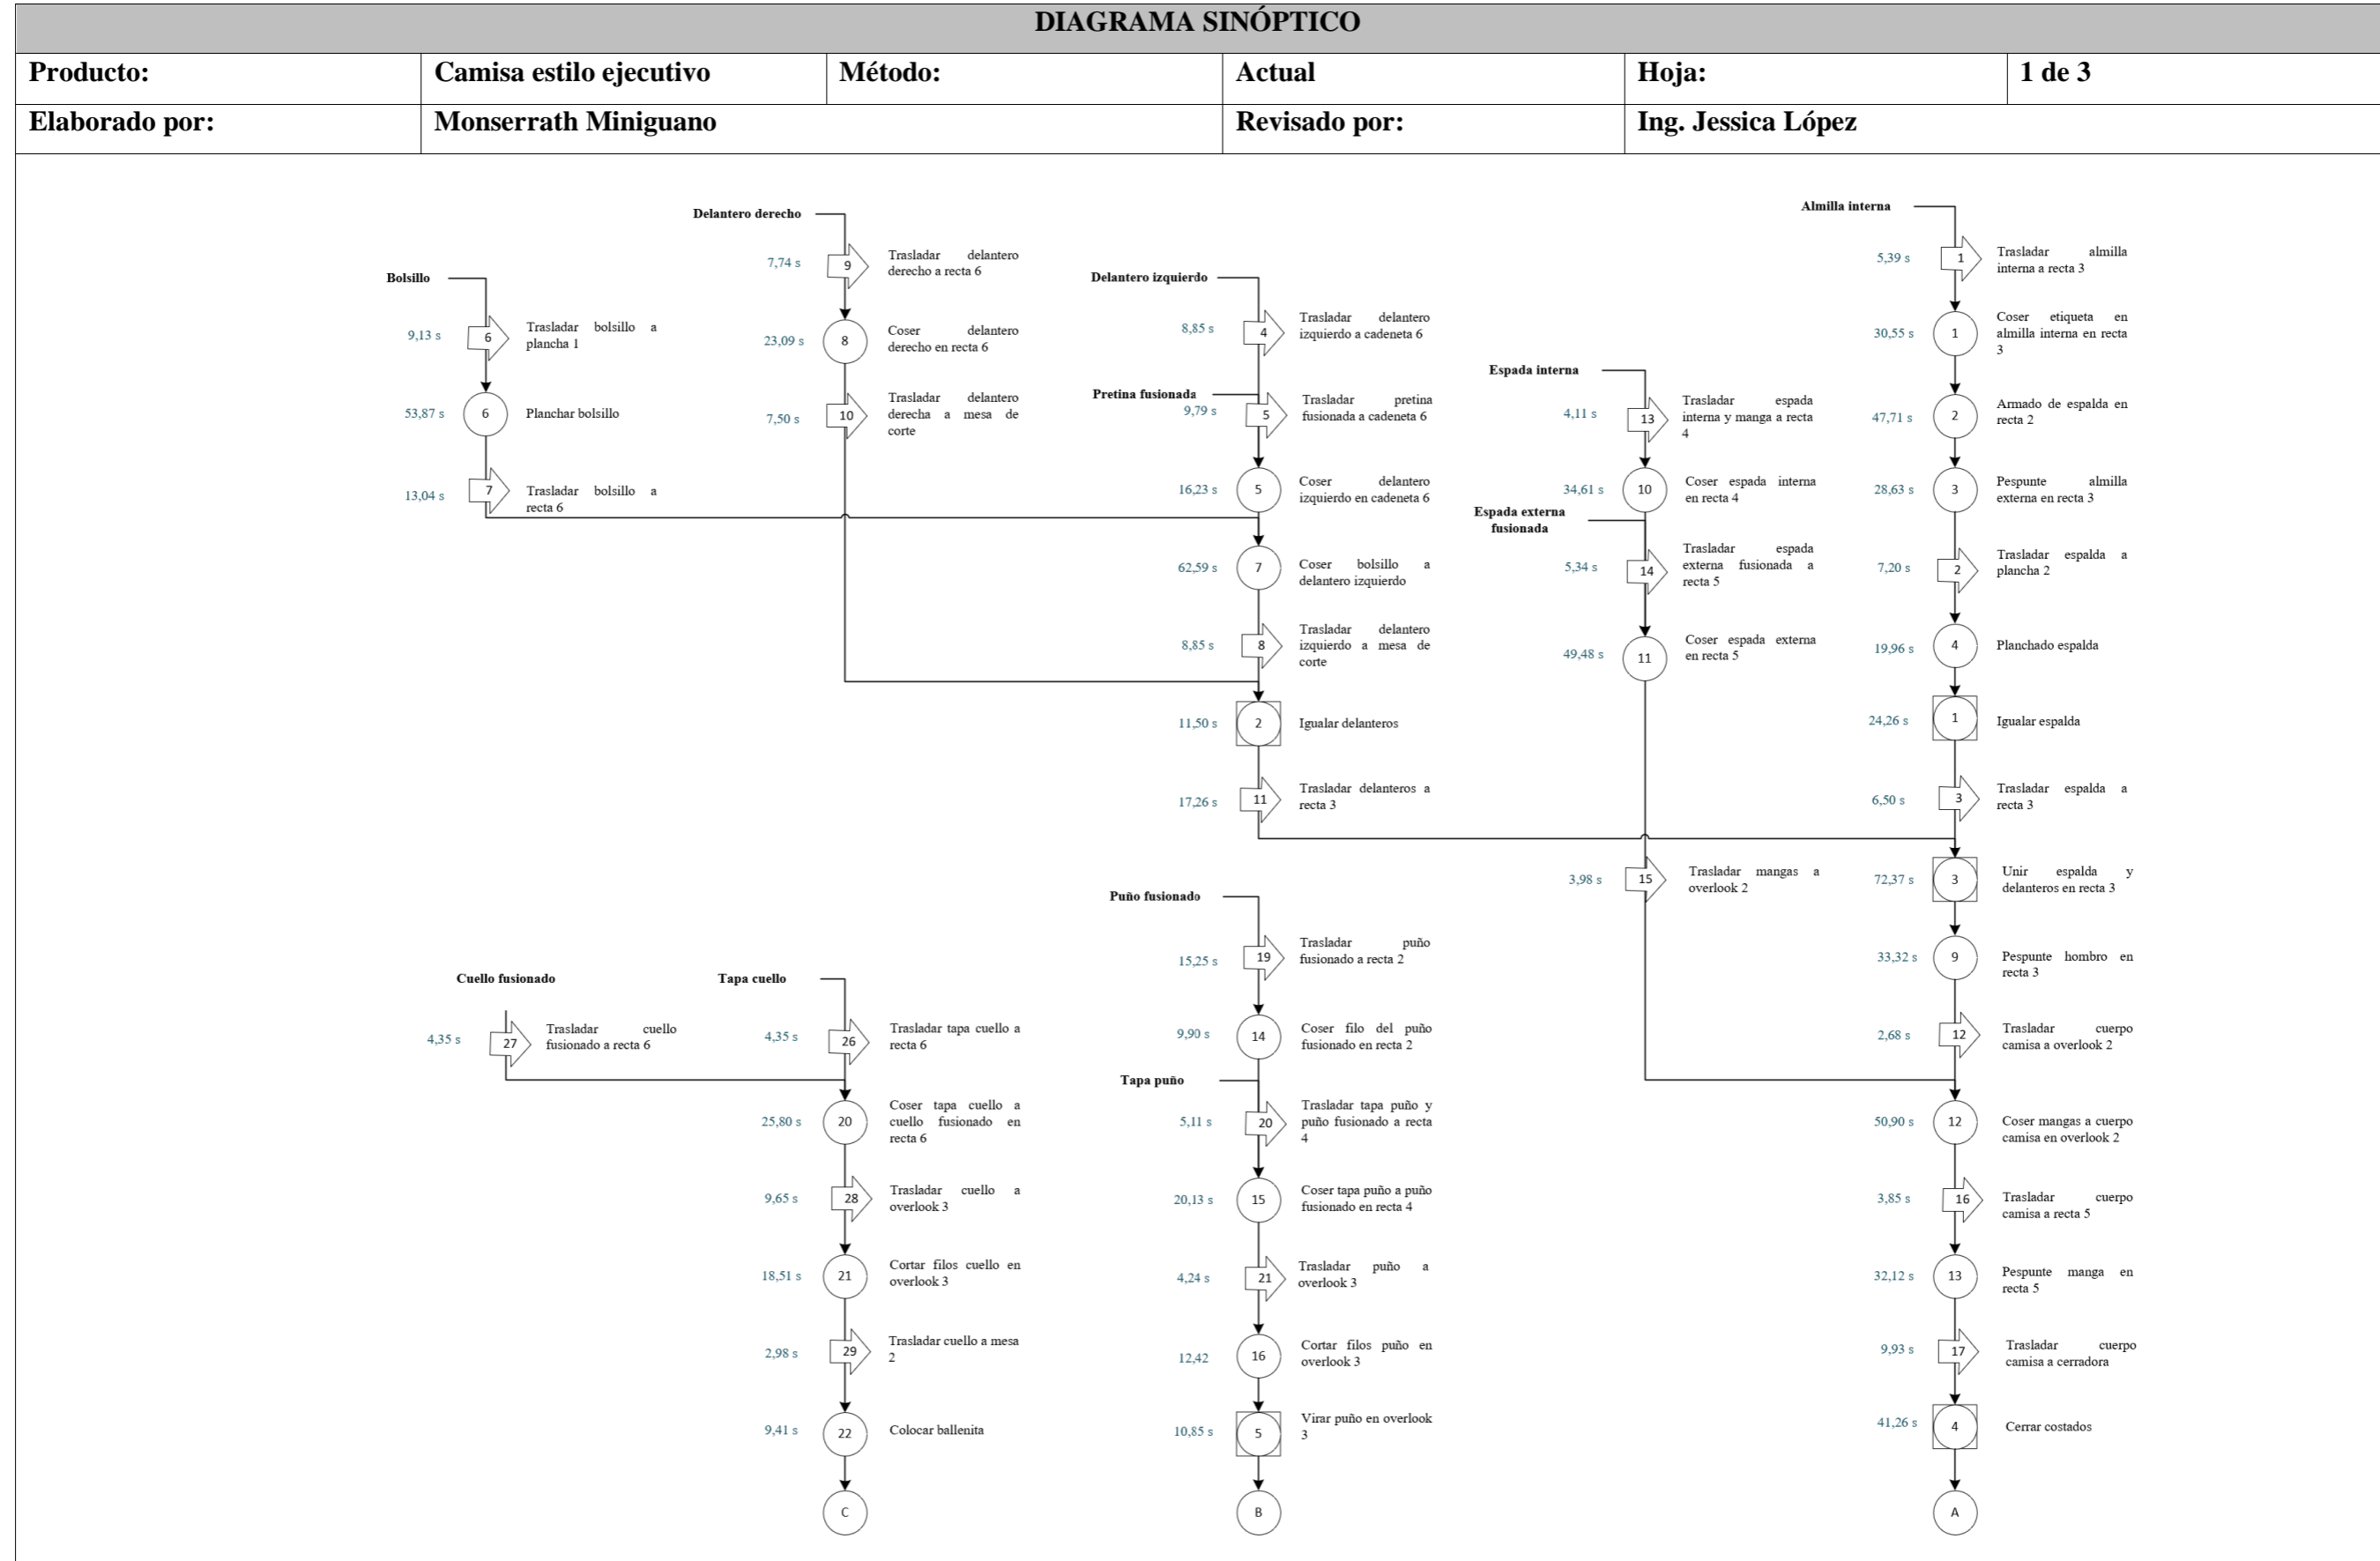 DIAGRAMA SINÓPTICO
Producto:
Camisa estilo ejecutivo
Método:
Actual
Hoja:
1 de 3
Elaborado por:
Monserrath Miniguano
Revisado por:
Ing. Jessica López
Bolsillo
9,13 s
6
Trasladar bolsillo a
plancha 1
53,87 s
6
Planchar bolsillo
13,04 s
7
Trasladar bolsillo a
recta 6
Delantero derecho
7,74 s
9
Trasladar delantero
derecho a recta 6
23,09 s
8
Coser delantero
derecho en recta 6
7,50 s
10
Trasladar delantero
derecha a mesa de
corte
Delantero izquierdo
8,85 s
4
Trasladar delantero
izquierdo a cadeneta 6
Pretina fusionada
9,79 s
5
Trasladar pretina
fusionada a cadeneta 6
16,23 s
5
Coser delantero
izquierdo en cadeneta 6
62,59 s
7
Coser bolsillo a
delantero izquierdo
8,85 s
8
Trasladar delantero
izquierdo a mesa de
corte
11,50 s
2
Igualar delanteros
17,26 s
11
Trasladar delanteros a
recta 3
Espada interna
4,11 s
13
Trasladar espada
interna y manga a recta
4
34,61 s
10
Coser espada interna
en recta 4
Espada externa
fusionada
5,34 s
14
Trasladar espada
externa fusionada a
recta 5
49,48 s
11
Coser espada externa
en recta 5
3,98 s
15
Trasladar mangas a
overlook 2
Almilla interna
5,39 s
1
Trasladar almilla
interna a recta 3
30,55 s
1
Coser etiqueta en
almilla interna en recta
3
47,71 s
2
Armado de espalda en
recta 2
28,63 s
3
Pespunte almilla
externa en recta 3
7,20 s
2
Trasladar espalda a
plancha 2
19,96 s
4
Planchado espalda
24,26 s
1
Igualar espalda
6,50 s
3
Trasladar espalda a
recta 3
72,37 s
3
Unir espalda y
delanteros en recta 3
33,32 s
9
Pespunte hombro en
recta 3
2,68 s
12
Trasladar cuerpo
camisa a overlook 2
50,90 s
12
Coser mangas a cuerpo
camisa en overlook 2
3,85 s
16
Trasladar cuerpo
camisa a recta 5
32,12 s
13
Pespunte manga en
recta 5
9,93 s
17
Trasladar cuerpo
camisa a cerradora
41,26 s
4
Cerrar costados
A
Cuello fusionado
4,35 s
27
Trasladar cuello
fusionado a recta 6
Tapa cuello
4,35 s
26
Trasladar tapa cuello a
recta 6
25,80 s
20
Coser tapa cuello a
cuello fusionado en
recta 6
9,65 s
28
Trasladar cuello a
overlook 3
18,51 s
21
Cortar filos cuello en
overlook 3
2,98 s
29
Trasladar cuello a mesa
2
9,41 s
22
Colocar ballenita
C
Puño fusionado
15,25 s
19
Trasladar puño
fusionado a recta 2
9,90 s
14
Coser filo del puño
fusionado en recta 2
Tapa puño
5,11 s
20
Trasladar tapa puño y
puño fusionado a recta
4
20,13 s
15
Coser tapa puño a puño
fusionado en recta 4
4,24 s
21
Trasladar puño a
overlook 3
12,42
16
Cortar filos puño en
overlook 3
10,85 s
5
Virar puño en overlook
3
B